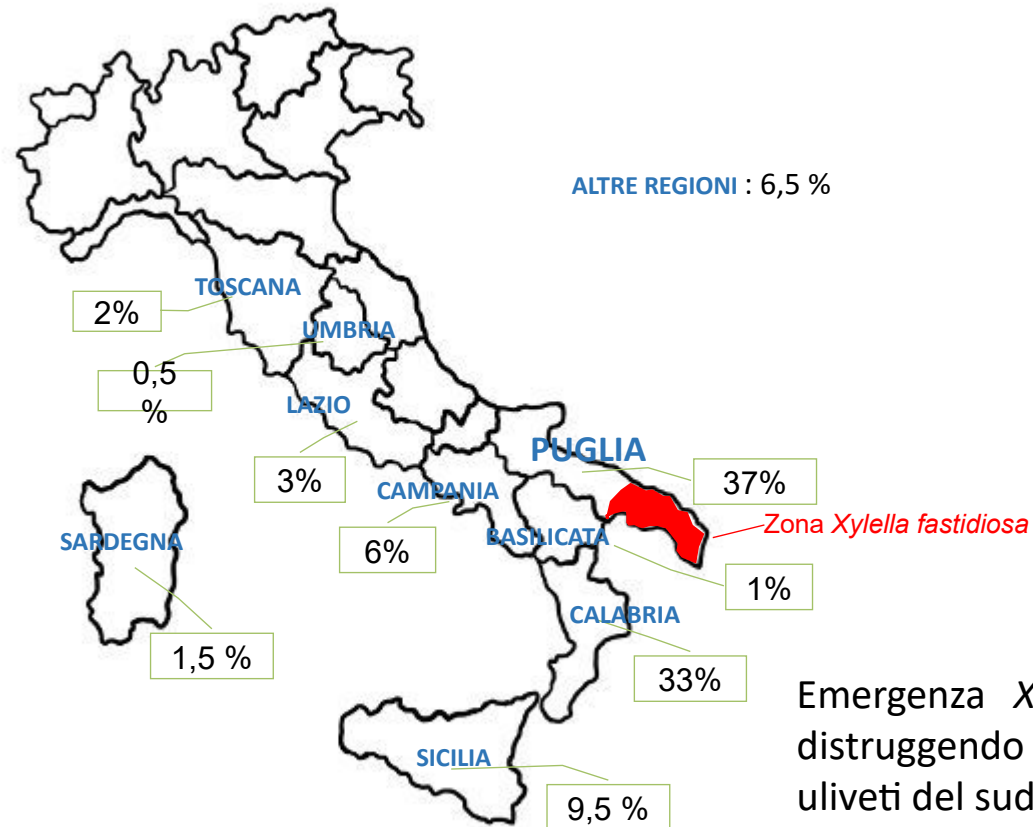 ALTRE REGIONI : 6,5 %
TOSCANA
2%
UMBRIA
0,5
%
LAZIO
3%
PUGLIA
37%
CAMPANIA
6%
Zona Xylella fastidiosa
BASILICATA
1%
SARDEGNA
1,5 %
CALABRIA
33%
SICILIA
9,5 %
Emergenza X
distruggendo
uliveti del sud